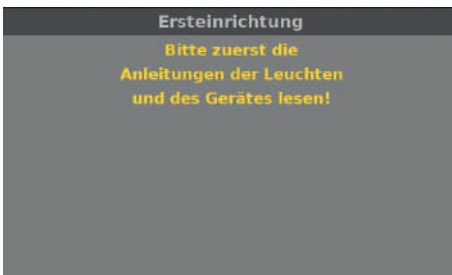 Ersteinrichtung
Bitte zuerst die
Anleitungen der Leuchten
und des Gerätes lesen!